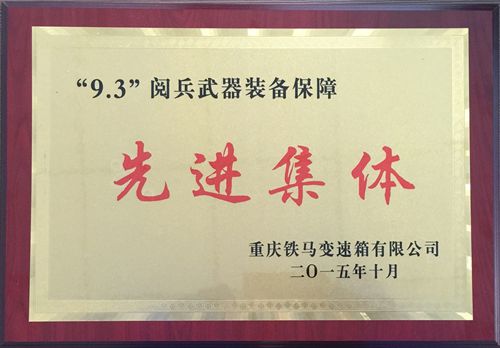 “9.3”阅兵武器装备保障
先进集体
重庆铁马变速箱有限公司
二〇一五年十月